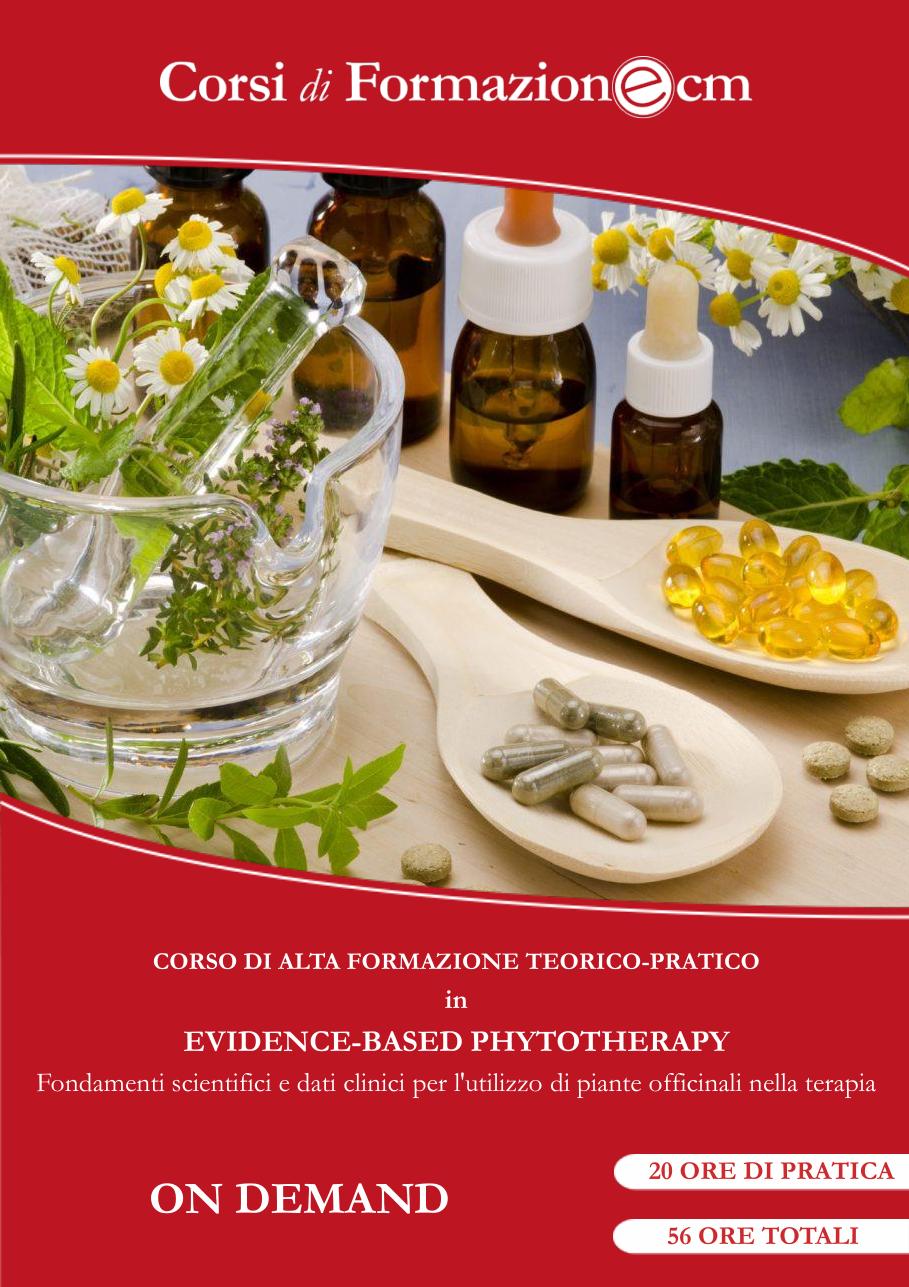 Corsi di Formazionecm
CORSO DI ALTA FORMAZIONE TEORICO-PRATICO
in
EVIDENCE-BASED PHYTOTHERAPY
Fondamenti scientifici e dati clinici per l'utilizzo di piante officinali nella terapia
20 ORE DI PRATICA
ON DEMAND
56 ORE TOTALI